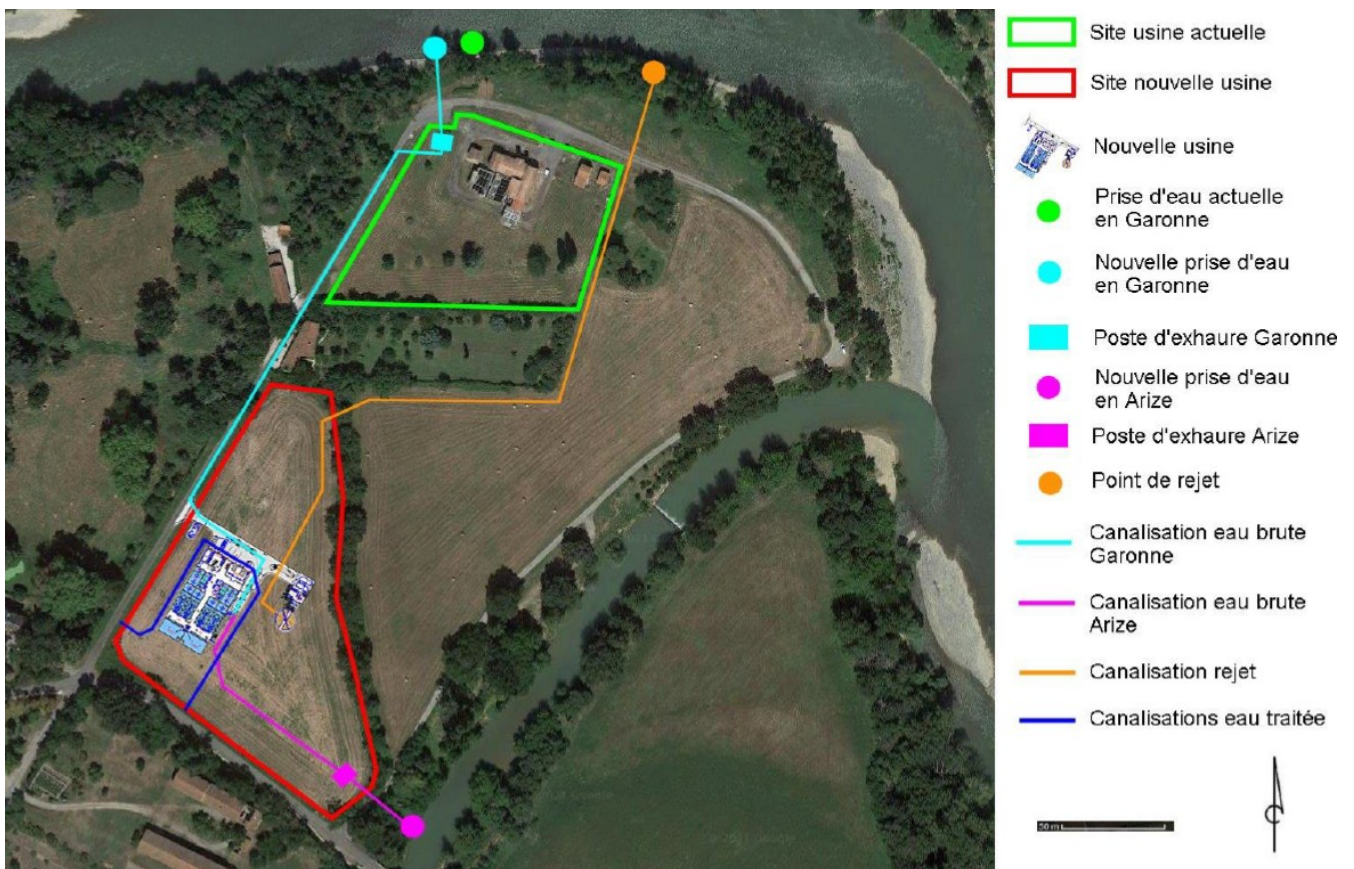 Site usine actuelle
Site nouvelle usine
Nouvelle usine
Prise d'eau actuelle
en Garonne
Nouvelle prise d'eau
en Garonne
Poste d'exhaure Garonne
Nouvelle prise d'eau
en Arize
Poste d'exhaure Arize
Point de rejet
Canalisation eau brute
Garonne
Canalisation eau brute
Arize
Canalisation rejet
Canalisations eau traitée
50 m